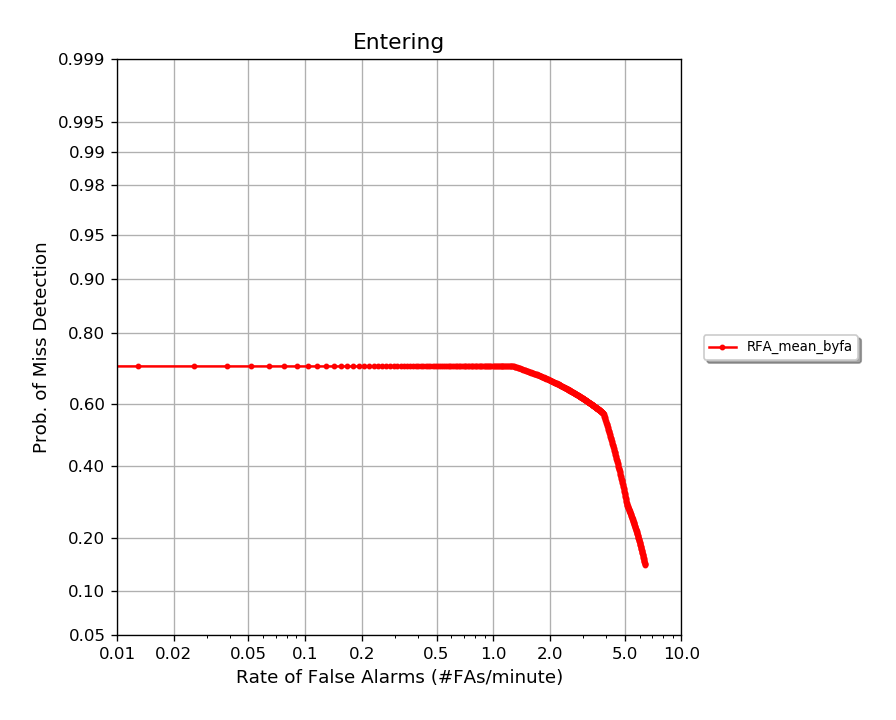 Entering
0.999
0.995
0.99
0.98
0.95
0.90
0.80
0.60
0.40
0.20
0.10
0.05
Prob. of Miss Detection
0.01 0.02 0.05 0.1 0.2 0.5 1.0 2.0 5.0 10.0
Rate of False Alarms (#FAs/minute)
RFA_mean_byfa